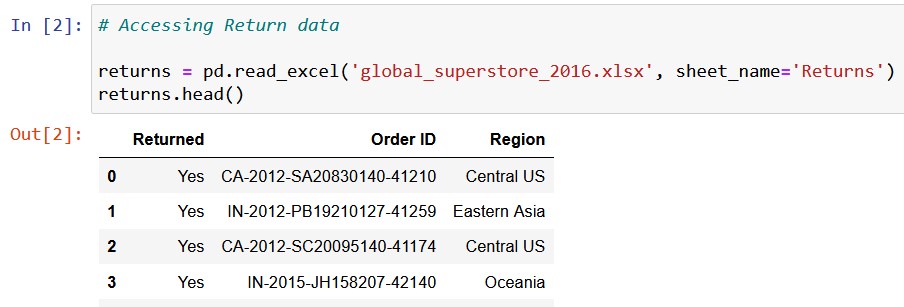 In [2]: # Accessing Return data
returns = pd.read_excel('global_superstore_2016.xlsx', sheet_name='Returns')
returns.head()
Out[2]:
Returned Order ID Region
0 Yes CA-2012-SA20830140-41210 Central US
1 Yes IN-2012-PB19210127-41259 Eastern Asia
2 Yes CA-2012-SC20095140-41174 Central US
3 Yes IN-2015-JH158207-42140 Oceania